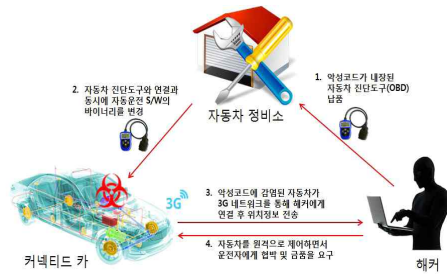 1. 악성코드가 내장된
자동차 진단도구(OBD)
납품
2. 자동차 진단도구와 연결과
동시에 자동운전 S/W의
바이너리를 변경
자동차 정비소
3G
3. 악성코드에 감염된 자동차가
3G 네트워크를 통해 해커에게
연결 후 위치정보 전송
4. 자동차를 원격으로 제어하면서
운전자에게 협박 및 금품을 요구
커넥티드 카
해커